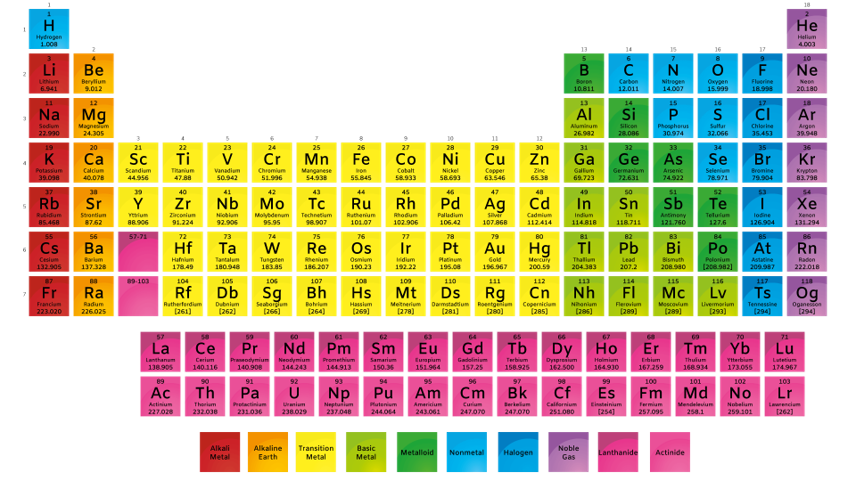 1 18
1 2
1 H He
Hydrogen Helium
1.008 2 13 14 15 16 17 4.003
3 4 5 6 7 8 9 10
2 Li Be B C N O F Ne
Lithium Beryllium Boron Carbon Nitrogen Oxygen Fluorine Neon
6.941 9.012 10.811 12.011 14.007 15.999 18.998 20.180
11 12 13 14 15 16 17 18
3 Na Mg Al Si P S Cl Ar
Sodium Magnesium Aluminum Silicon Phosphorus Sulfur Chlorine Argon
22.990 24.305 3 4 5 6 7 8 9 10 11 12 26.982 28.086 30.974 32.066 35.453 39.948
19 20 21 22 23 24 25 26 27 28 29 30 31 32 33 34 35 36
4 K Ca Sc Ti V Cr Mn Fe Co Ni Cu Zn Ga Ge As Se Br Kr
Potassium Calcium Scandium Titanium Vanadium Chromium Manganese Iron Cobalt Nickel Copper Zinc Gallium Germanium Arsenic Selenium Bromine Krypton
39.098 40.078 44.956 47.88 50.942 51.996 54.938 55.845 58.933 58.693 63.546 65.38 69.723 72.631 74.922 78.971 79.904 83.798
37 38 39 40 41 42 43 44 45 46 47 48 49 50 51 52 53 54
5 Rb Sr Y Zr Nb Mo Tc Ru Rh Pd Ag Cd In Sn Sb Te I Xe
Rubidium Strontium Yttrium Zirconium Niobium Molybdenum Technetium Ruthenium Rhodium Palladium Silver Cadmium Indium Tin Antimony Tellurium Iodine Xenon
85.468 87.62 88.906 91.224 92.906 95.95 98.907 101.07 102.906 106.42 107.868 112.414 114.818 118.711 121.760 127.6 126.904 131.294
55 56 57-71 72 73 74 75 76 77 78 79 80 81 82 83 84 85 86
6 Cs Ba Hf Ta W Re Os Ir Pt Au Hg Tl Pb Bi Po At Rn
Cesium Barium Hafnium Tantalum Tungsten Rhenium Osmium Iridium Platinum Gold Mercury Thallium Lead Bismuth Polonium Astatine Radon
132.905 137.328 178.49 180.948 183.85 186.207 190.23 192.22 195.08 196.967 200.59 204.383 207.2 208.980 [208.982] 209.987 222.018
87 88 89-103 104 105 106 107 108 109 110 111 112 113 114 115 116 117 118
7 Fr Ra Rf Db Sg Bh Hs Mt Ds Rg Cn Nh Fl Mc Lv Ts Og
Francium Radium Rutherfordium Dubnium Seaborgium Bohrium Hassium Meitnerium Darmstadtium Roentgenium Copernicium Nihonium Flerovium Moscovium Livermorium Tennessine Oganesson
223.020 226.025 [261] [262] [266] [264] [269] [278] [281] [280] [285] [286] [289] [289] [293] [294] [294]
57 58 59 60 61 62 63 64 65 66 67 68 69 70 71
La Ce Pr Nd Pm Sm Eu Gd Tb Dy Ho Er Tm Yb Lu
Lanthanum Cerium Praseodymium Neodymium Promethium Samarium Europium Gadolinium Terbium Dysprosium Holmium Erbium Thulium Ytterbium Lutetium
138.905 140.116 140.908 144.243 144.913 150.36 151.964 157.25 158.925 162.500 164.930 167.259 168.934 173.055 174.967
89 90 91 92 93 94 95 96 97 98 99 100 101 102 103
Ac Th Pa U Np Pu Am Cm Bk Cf Es Fm Md No Lr
Actinium Thorium Protactinium Uranium Neptunium Plutonium Americium Curium Berkelium Californium Einsteinium Fermium Mendelevium Nobelium Lawrencium
227.028 232.038 231.036 238.029 237.048 244.064 243.061 247.070 247.070 251.080 [254] 257.095 258.1 259.101 [262]
Alkali Metal
Alkaline Earth
Transition Metal
Basic Metal
Metalloid
Nonmetal
Halogen
Noble Gas
Lanthanide
Actinide